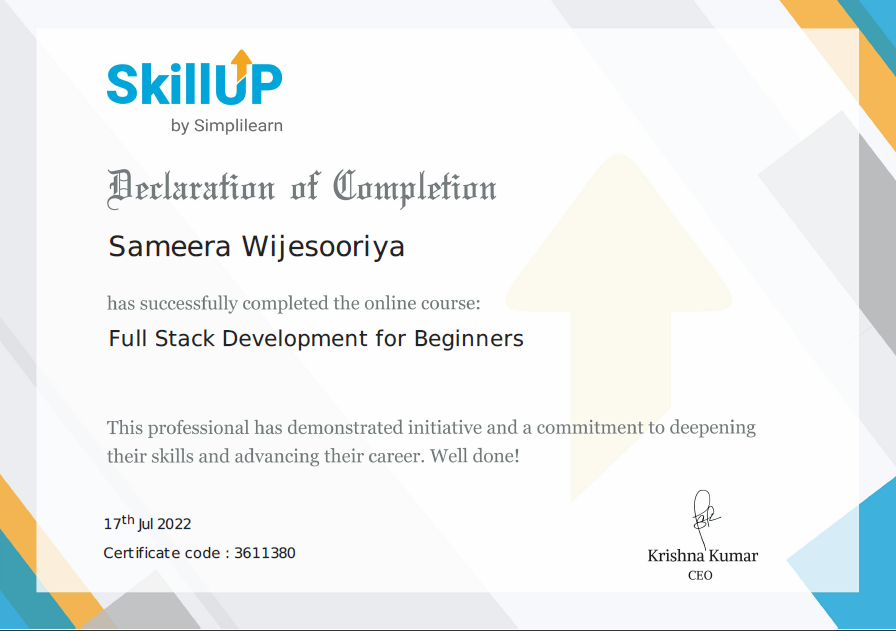 SkillUP
by Simplilearn
Declaration of Completion
Sameera Wijesooriya
has successfully completed the online course:
Full Stack Development for Beginners
This professional has demonstrated initiative and a commitment to deepening
their skills and advancing their career. Well done!
17th Jul 2022
Certificate code : 3611380
Krishna Kumar
CEO